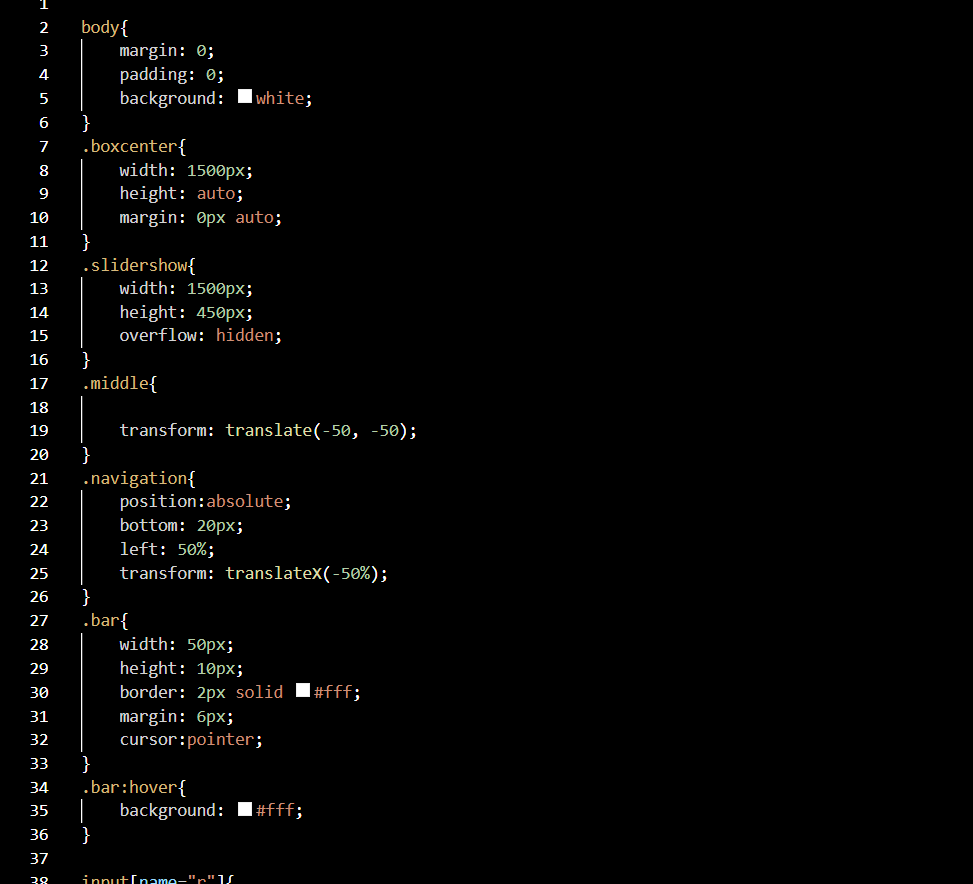 1
2 body{
3     margin: 0;
4     padding: 0;
5     background: white;
6 }
7 .boxcenter{
8     width: 1500px;
9     height: auto;
10     margin: 0px auto;
11 }
12 .slidershow{
13     width: 1500px;
14     height: 450px;
15     overflow: hidden;
16 }
17 .middle{
18
19     transform: translate(-50, -50);
20 }
21 .navigation{
22     position:absolute;
23     bottom: 20px;
24     left: 50%;
25     transform: translateX(-50%);
26 }
27 .bar{
28     width: 50px;
29     height: 10px;
30     border: 2px solid #fff;
31     margin: 6px;
32     cursor:pointer;
33 }
34 .bar:hover{
35     background: #fff;
36 }
37
38 input[name="r"]{